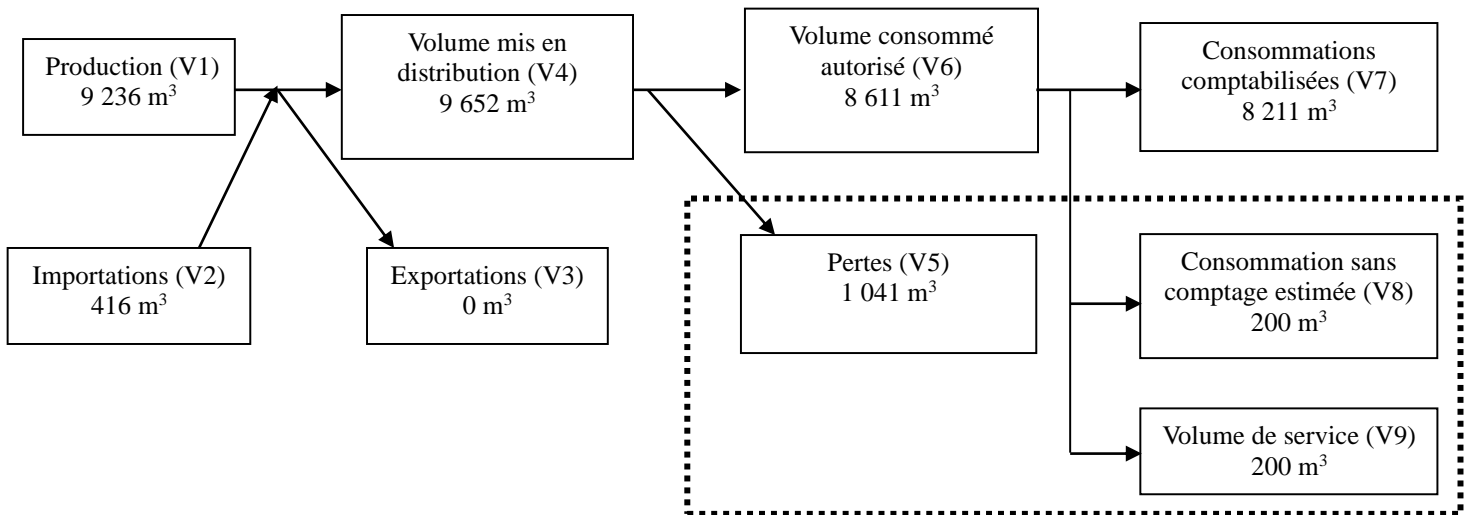 Production (V1)
9 236 m³
Volume mis en
distribution (V4)
9 652 m³
Volume consommé
autorisé (V6)
8 611 m³
Consommations
comptabilisées (V7)
8 211 m³
Importations (V2)
416 m³
Exportations (V3)
0 m³
Pertes (V5)
1 041 m³
Consommation sans
comptage estimée (V8)
200 m³
Volume de service (V9)
200 m³